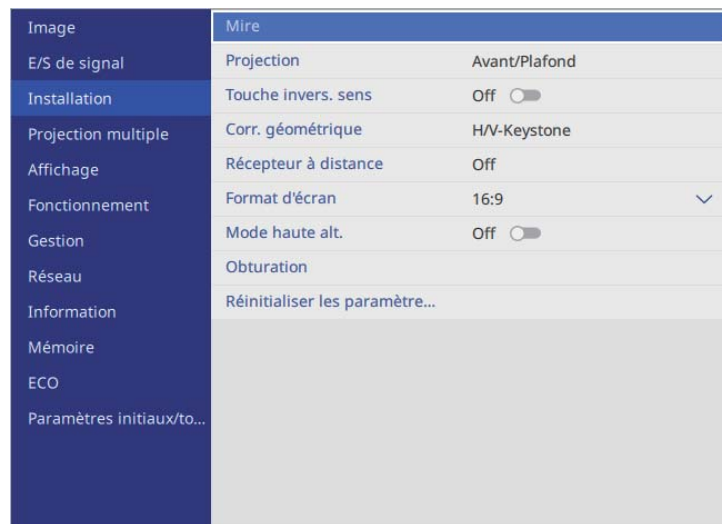 Image
E/S de signal
Installation
Projection multiple
Affichage
Fonctionnement
Gestion
Réseau
Information
Mémoire
ECO
Paramètres initiaux/to...
Mire
Projection Avant/Plafond
Touche invers. sens Off
Corr. géométrique H/V-Keystone
Récepteur à distance Off
Format d'écran 16:9
Mode haute alt. Off
Obturation
Réinitialiser les paramètre...